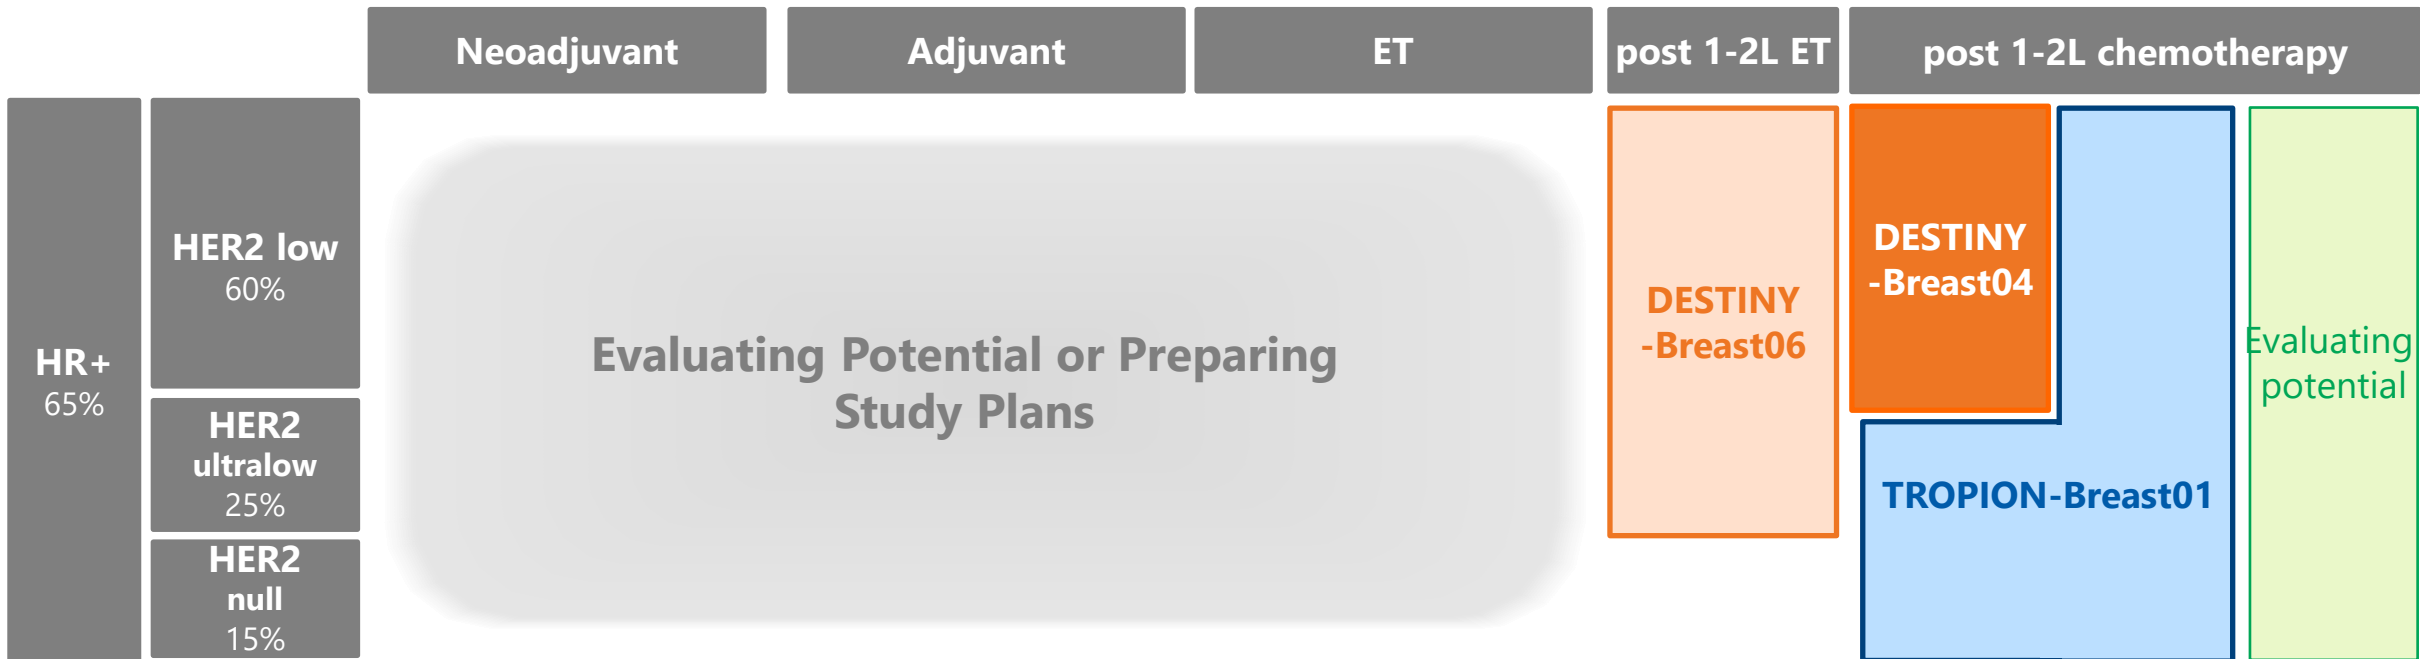 Neoadjuvant
Adjuvant
ET
post 1-2L ET
post 1-2L chemotherapy
HR+
65%
HER2 low
60%
HER2
ultralow
25%
HER2
null
15%
Evaluating Potential or Preparing
Study Plans
DESTINY
-Breast06
DESTINY
-Breast04
TROPION-Breast01
Evaluating
potential